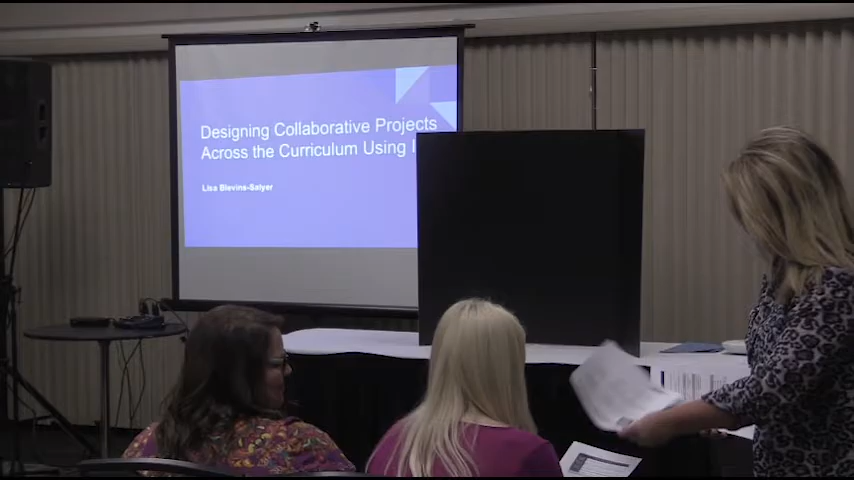 Designing Collaborative Projects
Across the Curriculum Using
Lisa Blevins-Salyer